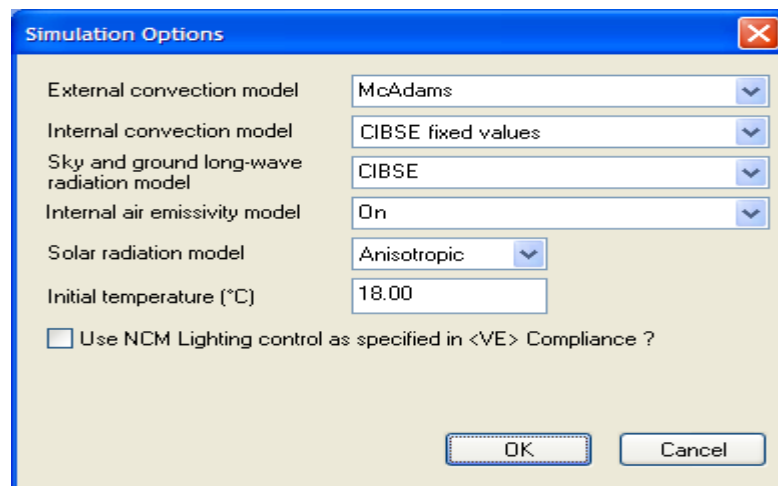 Simulation Options
External convection model McAdams
Internal convection model CIBSE fixed values
Sky and ground long-wave
radiation model CIBSE
Internal air emissivity model On
Solar radiation model Anisotropic
Initial temperature (°C) 18.00
Use NCM Lighting control as specified in <VE> Compliance ?
OK Cancel